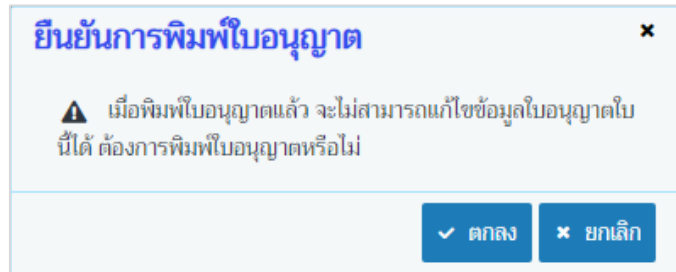 ยืนยันการพิมพ์ใบอนุญาต
เมื่อพิมพ์ใบอนุญาตแล้ว จะไม่สามารถแก้ไขข้อมูลใบอนุญาตใบ
นี้ได้ ต้องการพิมพ์ใบอนุญาตหรือไม่
ตกลง ยกเลิก